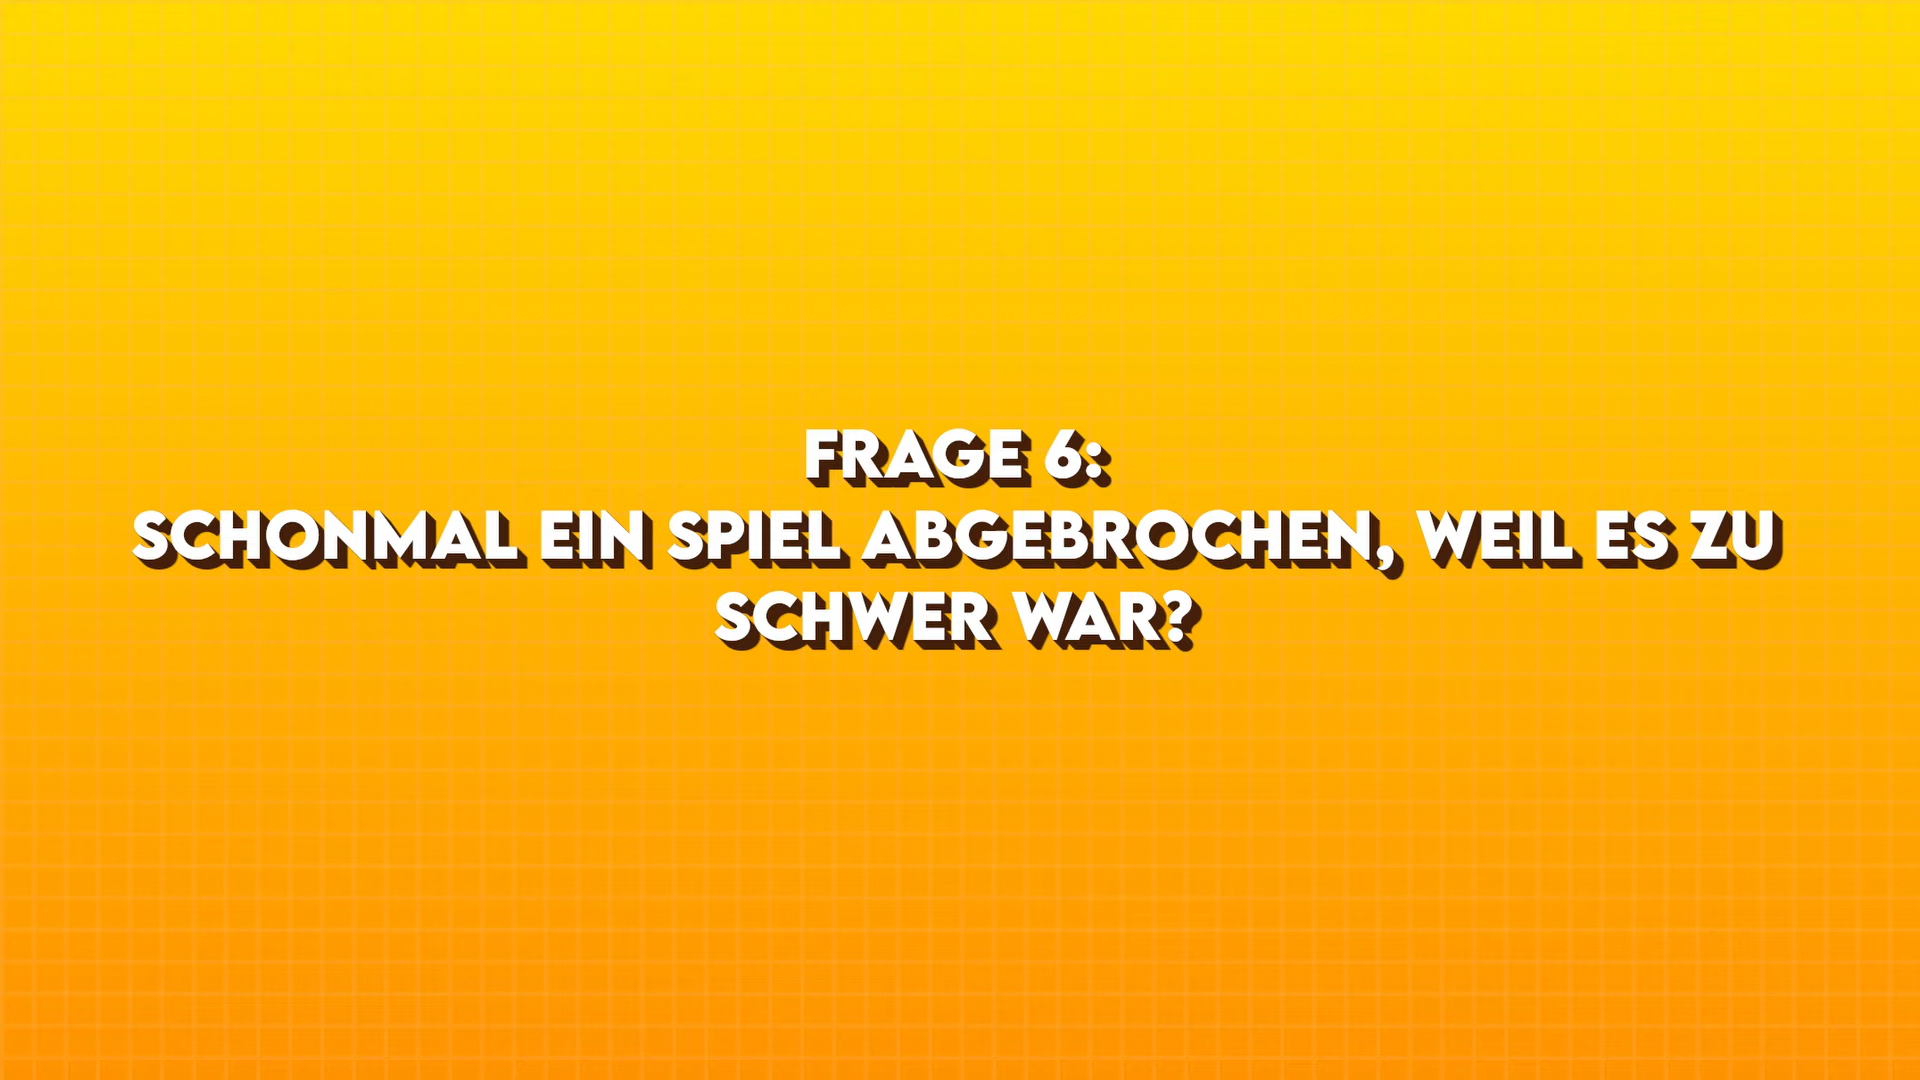 FRAGE 6:
SCHONMAL EIN SPIEL ABGEBROCHEN, WEIL ES ZU
SCHWER WAR?